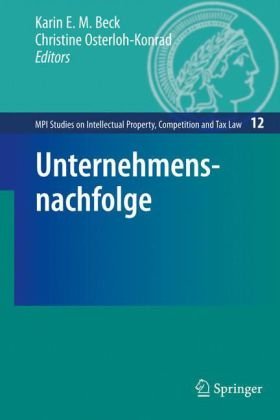 Karin E. M. Beck
Christine Osterloh-Konrad
Editors
MPI Studies on Intellectual Property, Competition and Tax Law 12
Unternehmens-
nachfolge
Springer